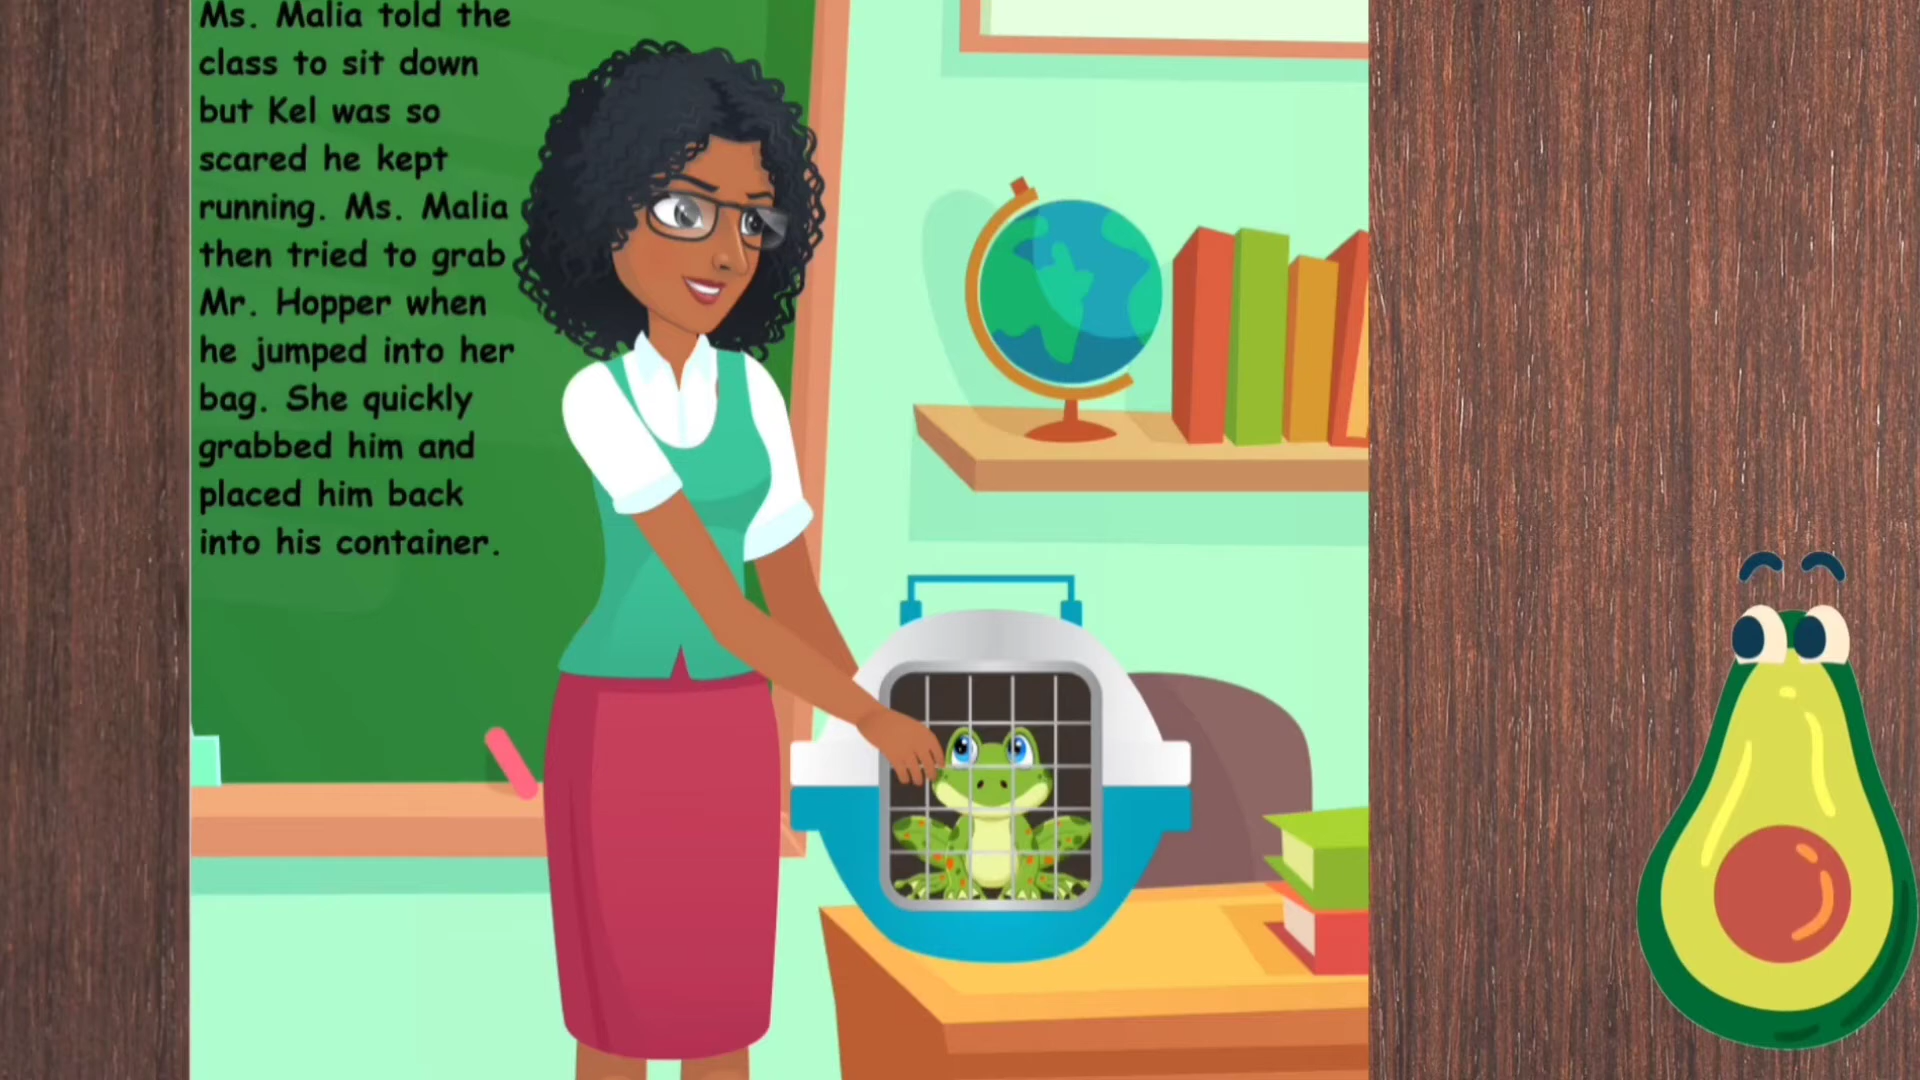 Ms. Malia told the
class to sit down
but Kel was so
scared he kept
running. Ms. Malia
then tried to grab
Mr. Hopper when
he jumped into her
bag. She quickly
grabbed him and
placed him back
into his container.